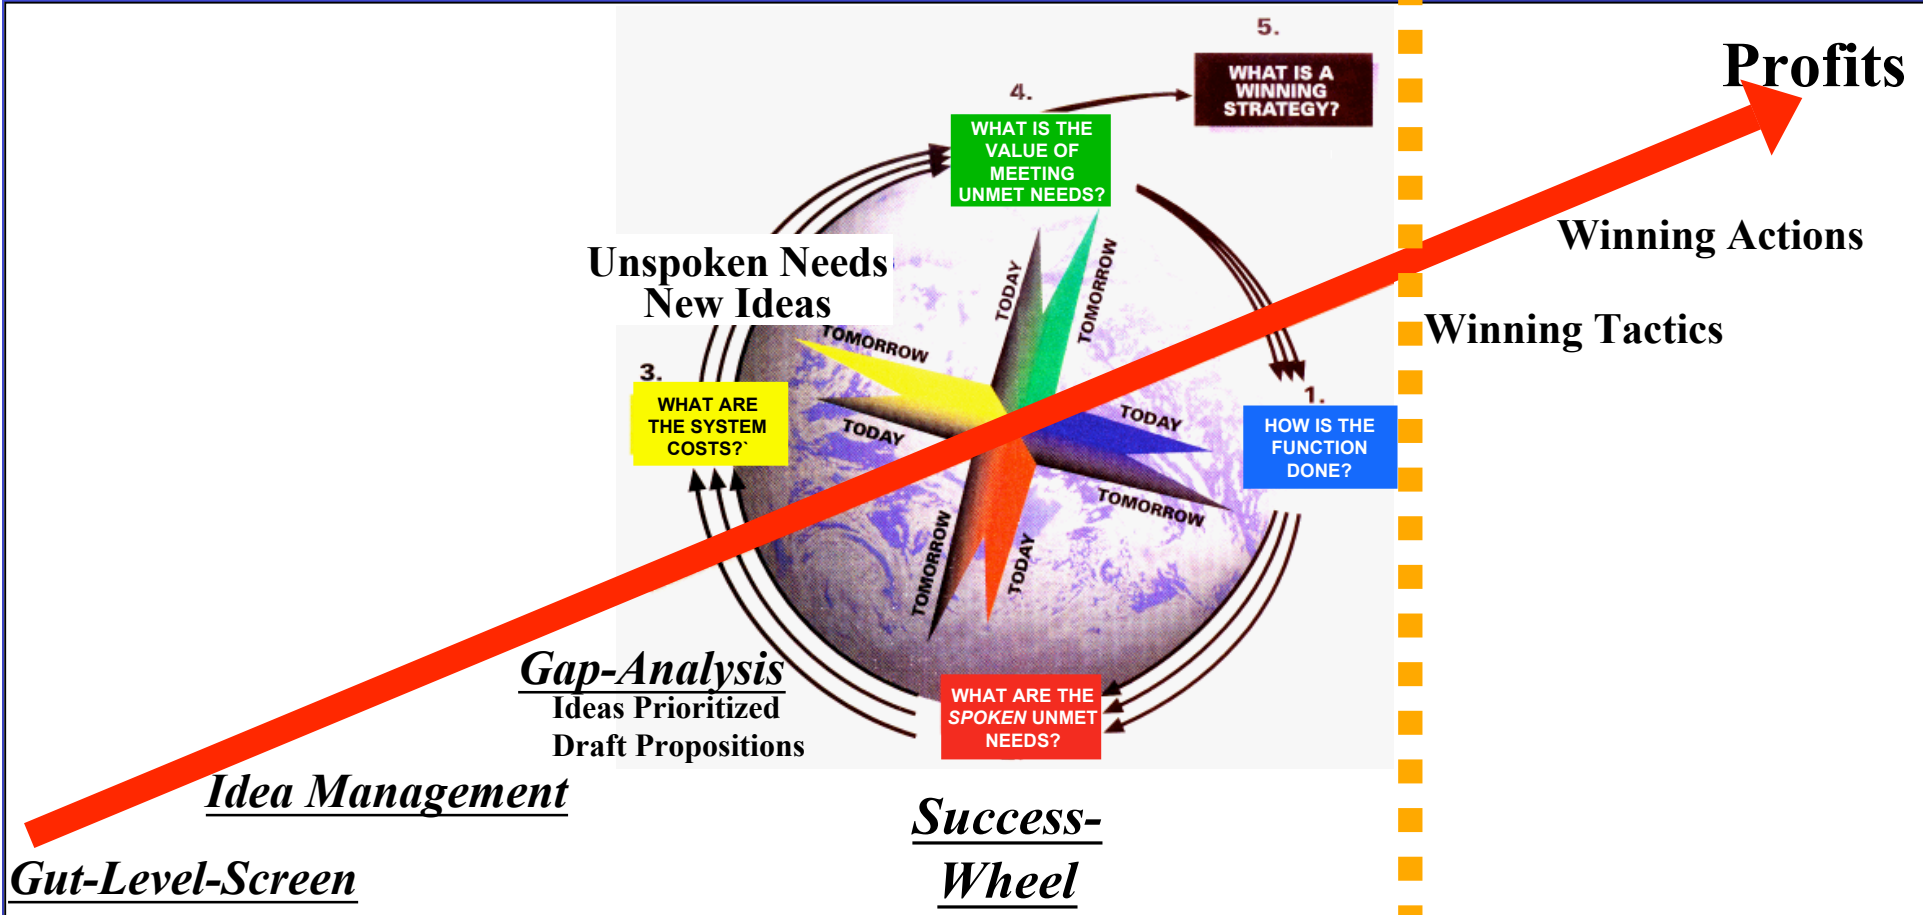 5.
Profits
WHAT IS A
WINNING
STRATEGY?
4.
WHAT IS THE
VALUE OF
MEETING
UNMET NEEDS?
Winning Actions
Unspoken Needs
New Ideas
TODAY
TOMORROW
Winning Tactics
TOMORROW
3.
WHAT ARE
THE SYSTEM
COSTS?`
TODAY
TODAY
TOMORROW
1.
HOW IS THE
FUNCTION
DONE?
TOMORROW
TODAY
Gap-Analysis
Ideas Prioritized
Draft Propositions
WHAT ARE THE
SPOKEN UNMET
NEEDS?
Idea Management
Success-
Wheel
Gut-Level-Screen